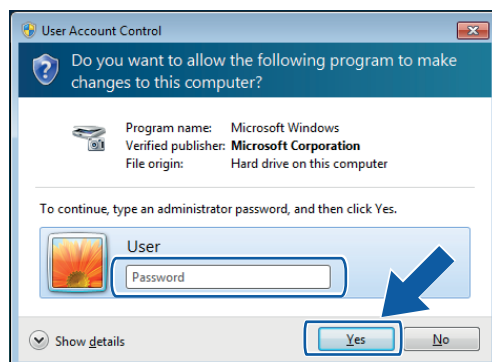 User Account Control
Do you want to allow the following program to make
changes to this computer?
Program name: Microsoft Windows
Verified publisher: Microsoft Corporation
File origin: Hard drive on this computer
To continue, type an administrator password, and then click Yes.
User
Password
Show details
Yes
No